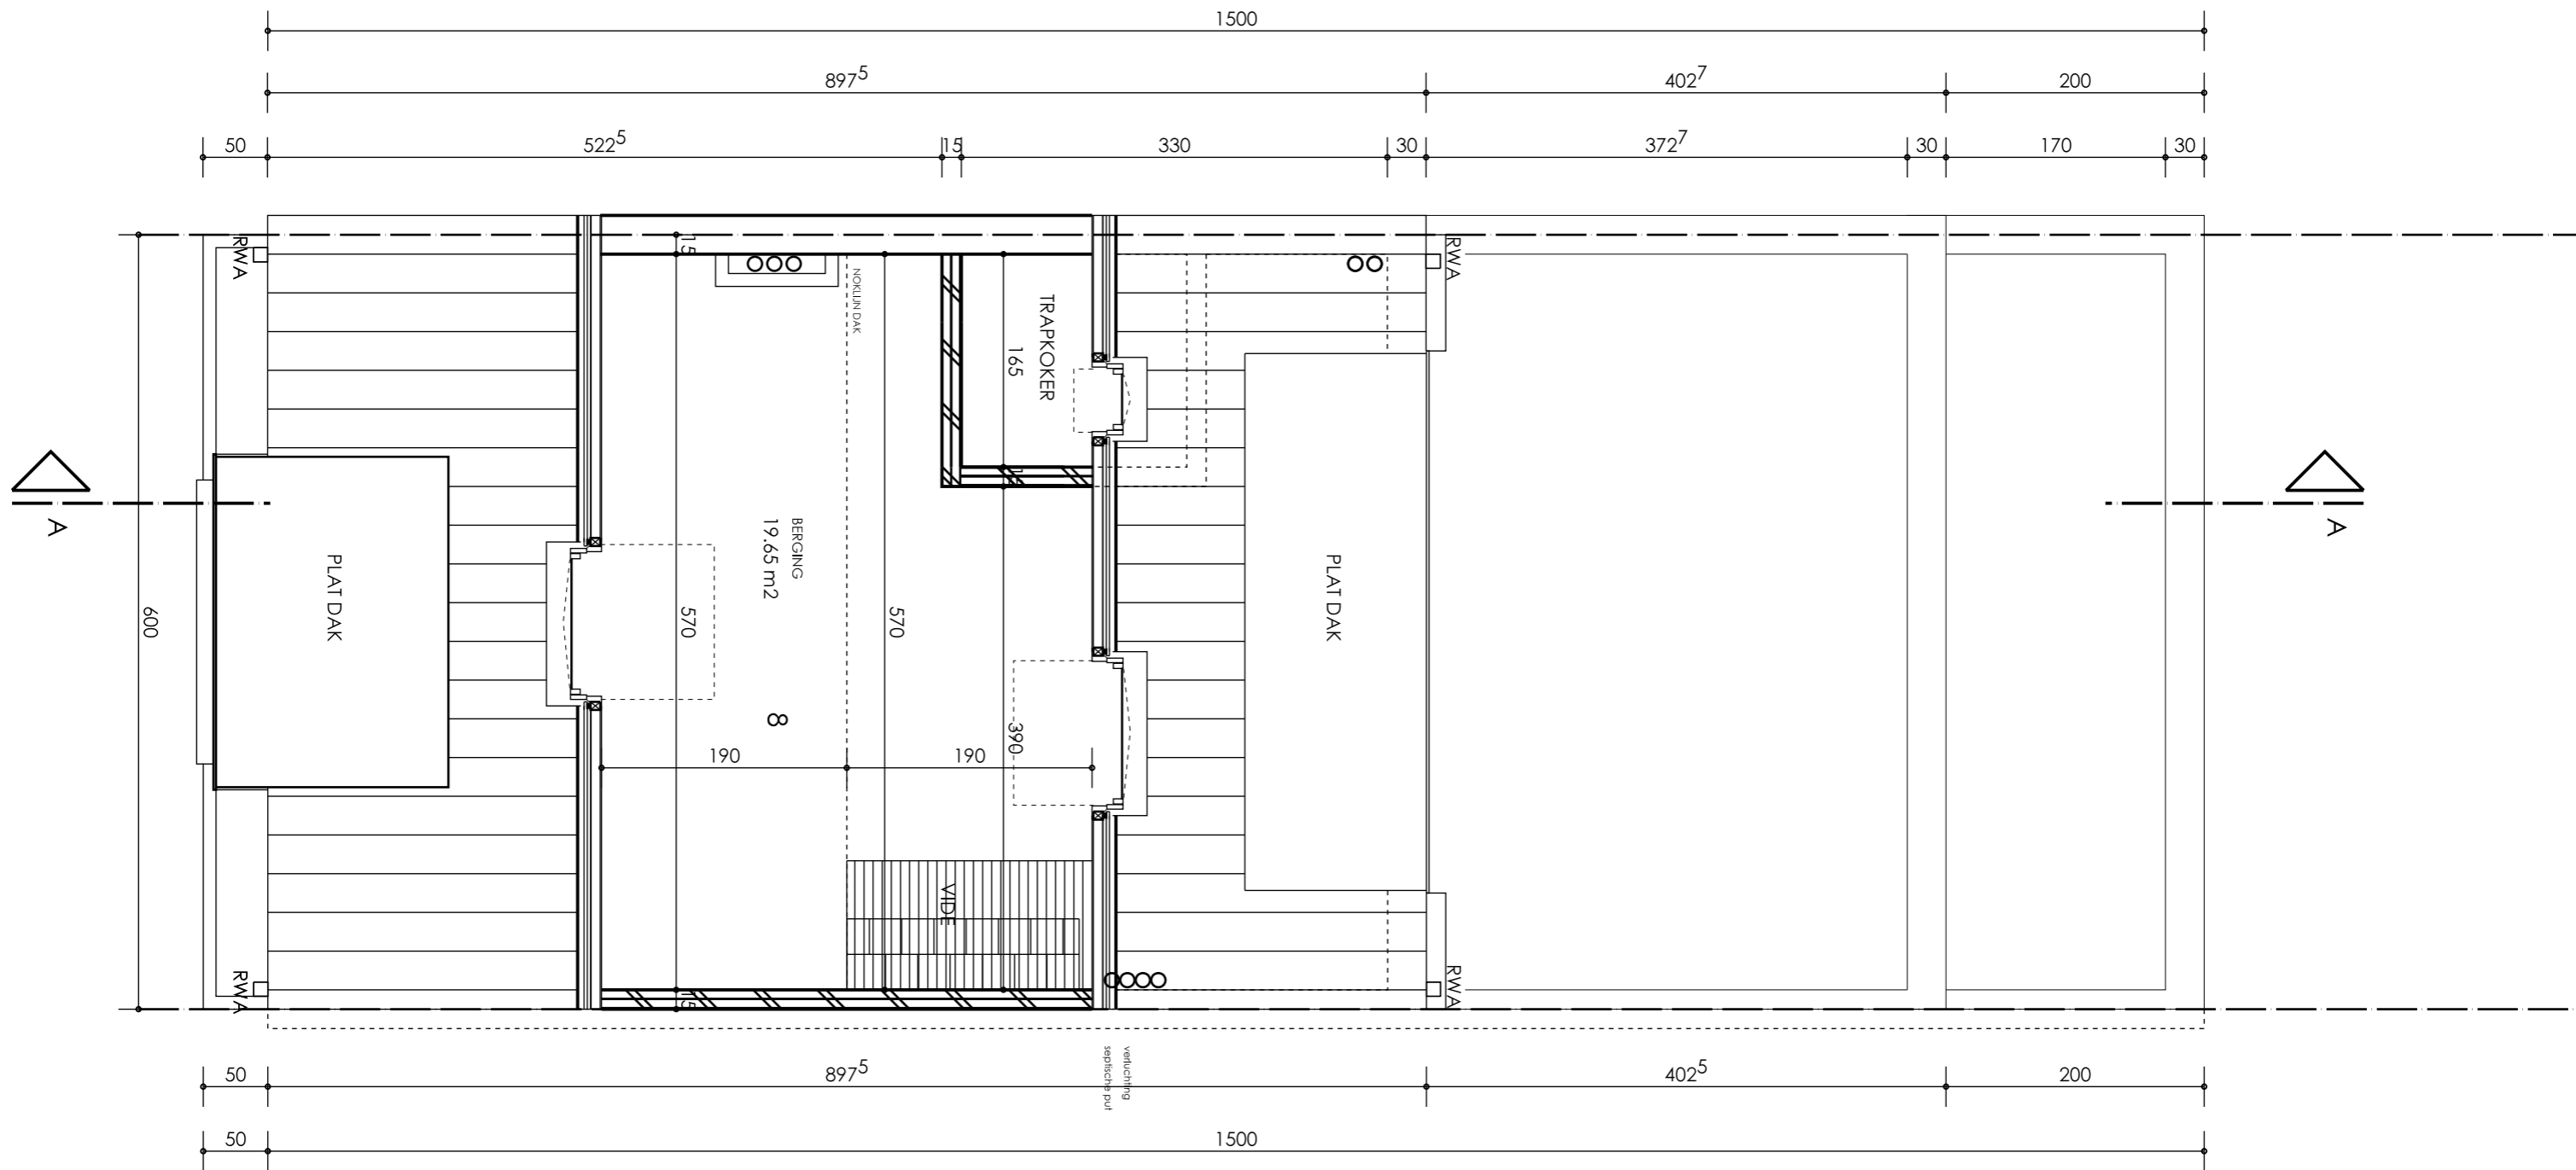 1500
897⁵
402⁷
200
50
522⁵
15
330
30
372⁷
30
170
30
RWA
15
NOKLIJN DAK
TRAPKOKER
165
RWA
A
A
BERGING
19.65 m2
PLAT DAK
PLAT DAK
600
570
570
8
390
190
190
VIDE
RWA
15
RWA
verluchting
septische put
50
897⁵
402⁵
200
50
1500